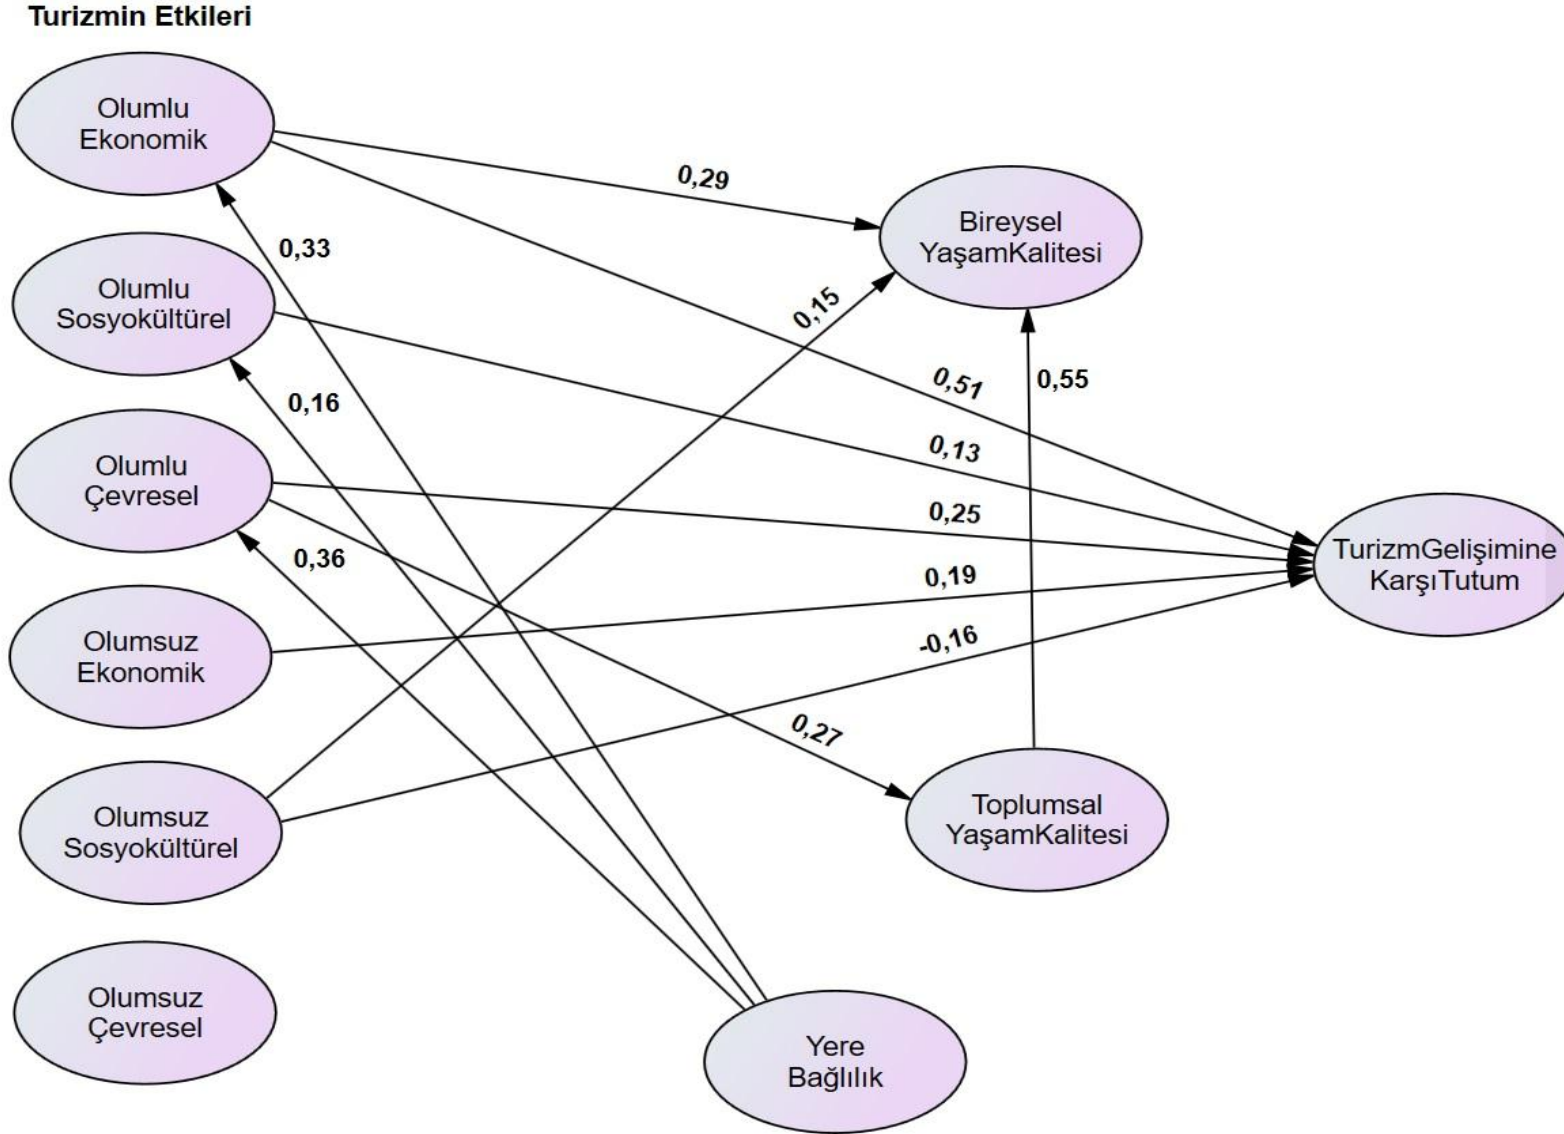 Turizmin Etkileri
Olumlu
Ekonomik
0,29
Bireysel
YaşamKalitesi
0,33
Olumlu
Sosyokültürel
0,15
0,51
0,55
0,16
0,13
Olumlu
Çevresel
0,25
0,36
TurizmGelişimine
KarşıTutum
0,19
Olumsuz
Ekonomik
-0,16
0,27
Olumsuz
Sosyokültürel
Toplumsal
YaşamKalitesi
Olumsuz
Çevresel
Yere
Bağlılık